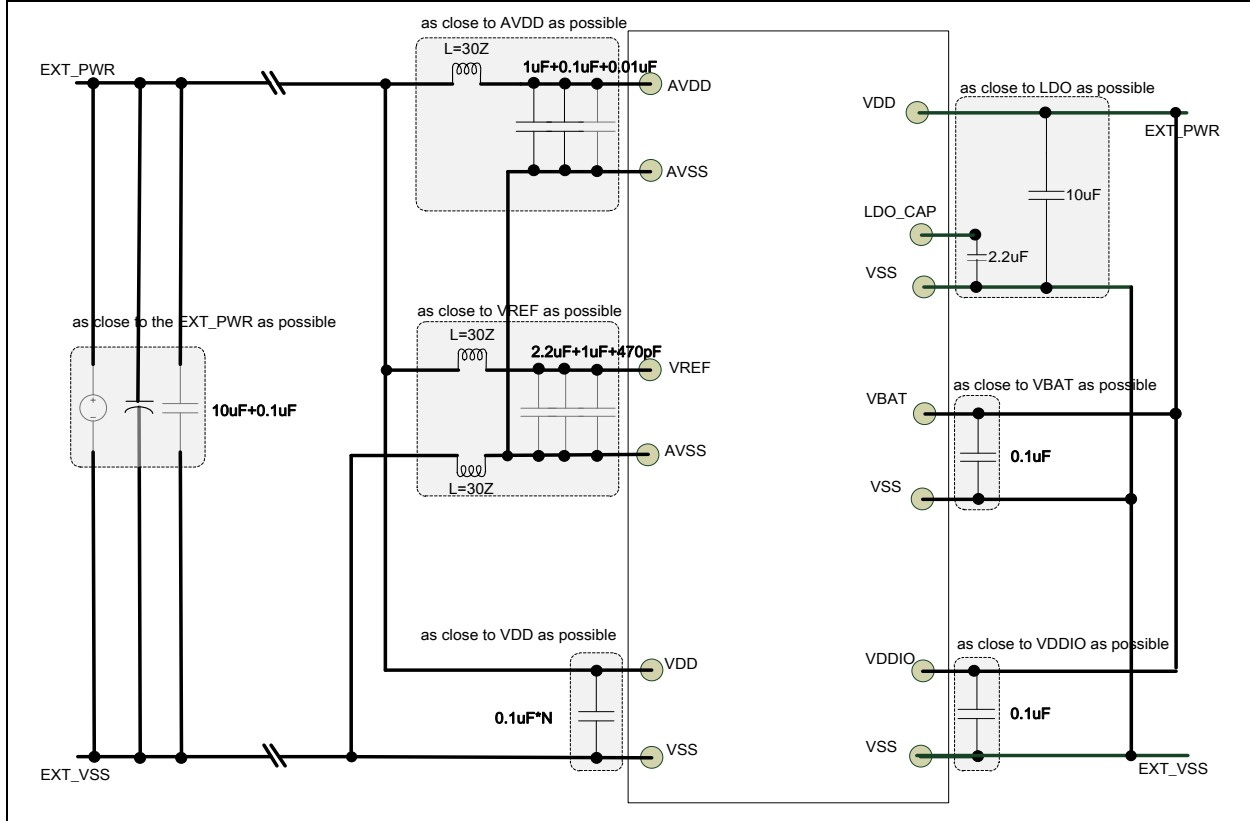 as close to AVDD as possible
L=30Z
EXT_PWR
1uF+0.1uF+0.01uF
AVDD
AVSS
as close to LDO as possible
VDD
EXT_PWR
10uF
LDO_CAP
2.2uF
VSS
as close to the EXT_PWR as possible
10uF+0.1uF
as close to VREF as possible
L=30Z
2.2uF+1uF+470pF
VREF
AVSS
L=30Z
as close to VBAT as possible
VBAT
0.1uF
VSS
as close to VDD as possible
VDD
0.1uF*N
VSS
as close to VDDIO as possible
VDDIO
0.1uF
VSS
EXT_VSS
EXT_VSS